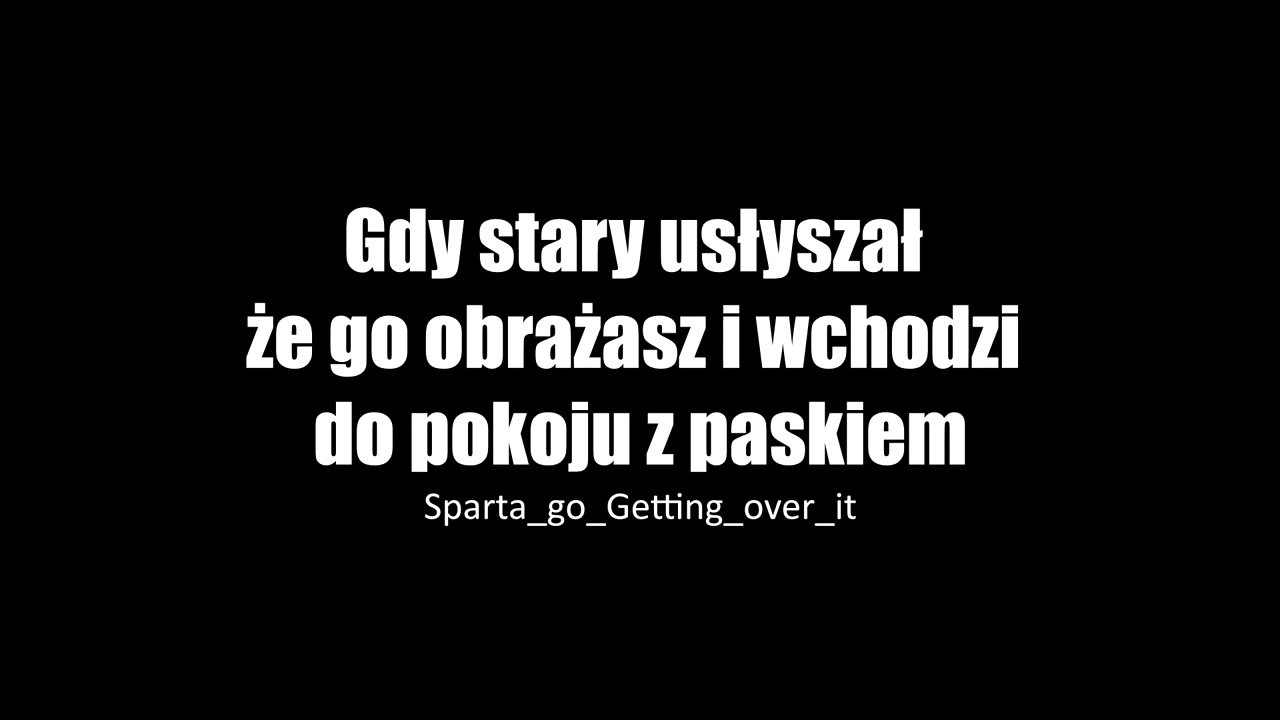 Gdy stary usłyszał
że go obrażasz i wchodzi
do pokoju z paskiem
Sparta_go_Getting_over_it